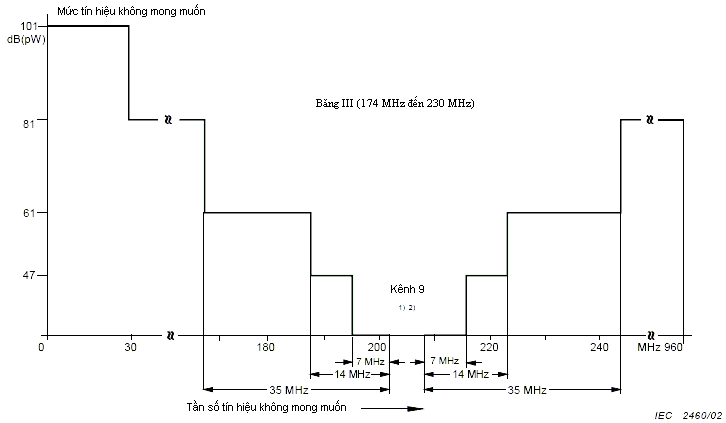 Mức tín hiệu không mong muốn
101
dB(pW)
Băng III (174 MHz đến 230 MHz)
81
61
47
Kênh 9
1) 2)
0 30 180 200 220 240 MHz 960
7 MHz 7 MHz
14 MHz 14 MHz
35 MHz 35 MHz
Tần số tín hiệu không mong muốn
IEC 2460/02